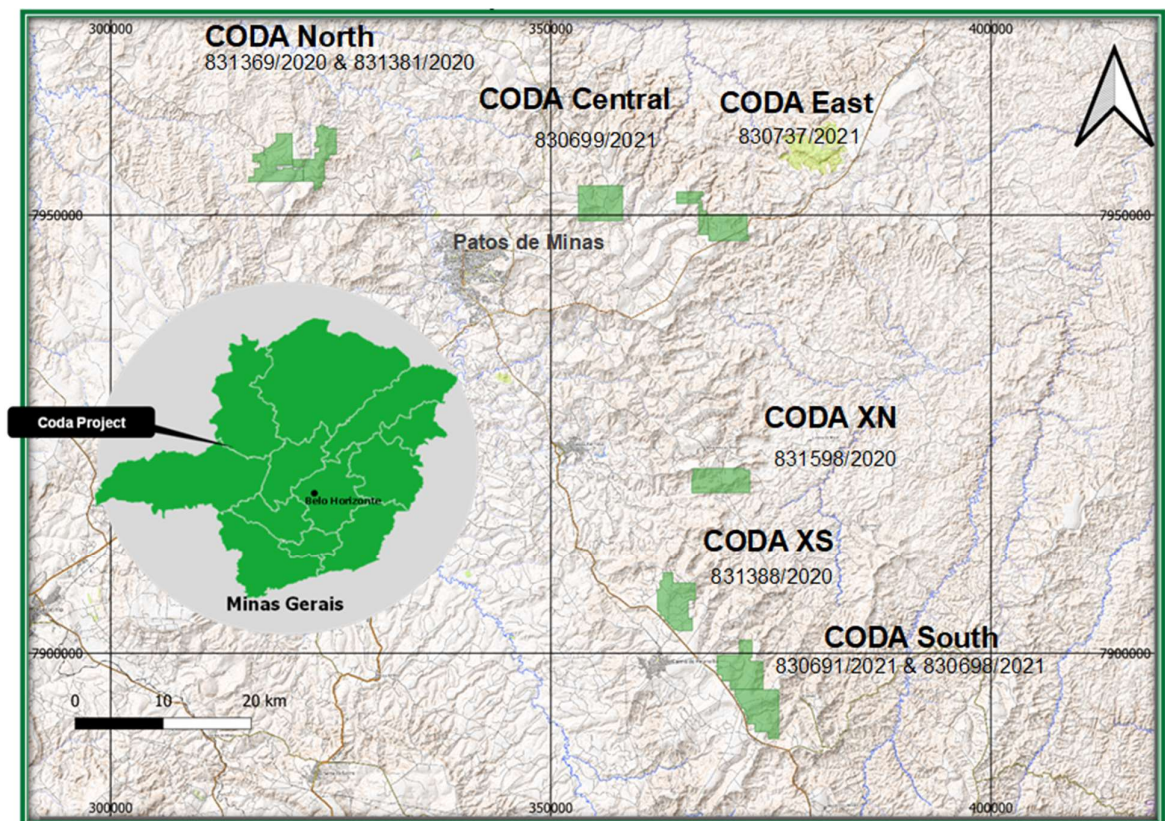 300000
350000
400000
CODA North
831369/2020 & 831381/2020
CODA Central
830699/2021
CODA East
830737/2021
7950000
7950000
Patos de Minas
Coda Project
Belo Horizonte
Minas Gerais
CODA XN
831598/2020
CODA XS
831388/2020
CODA South
830691/2021 & 830698/2021
7900000
7900000
0 10 20 km
300000
350000
400000